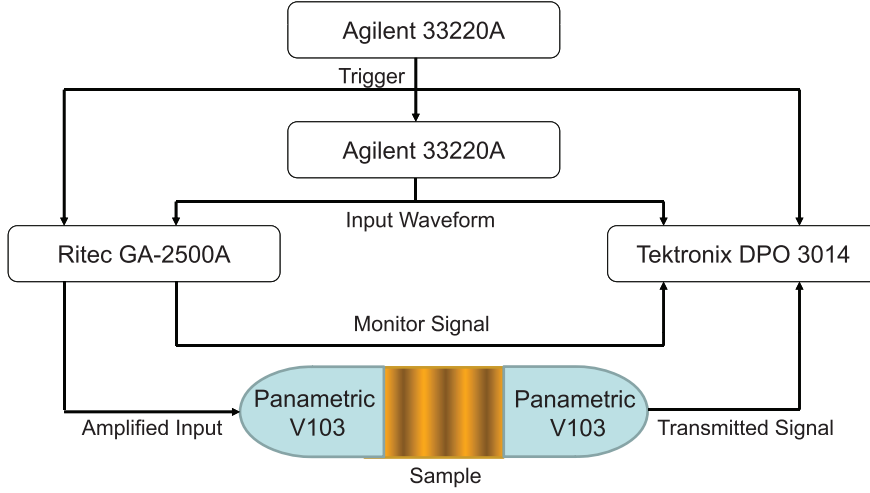 Agilent 33220A
Trigger
Agilent 33220A
Input Waveform
Ritec GA-2500A
Tektronix DPO 3014
Monitor Signal
Panametric
V103
Panametric
V103
Amplified Input
Transmitted Signal
Sample